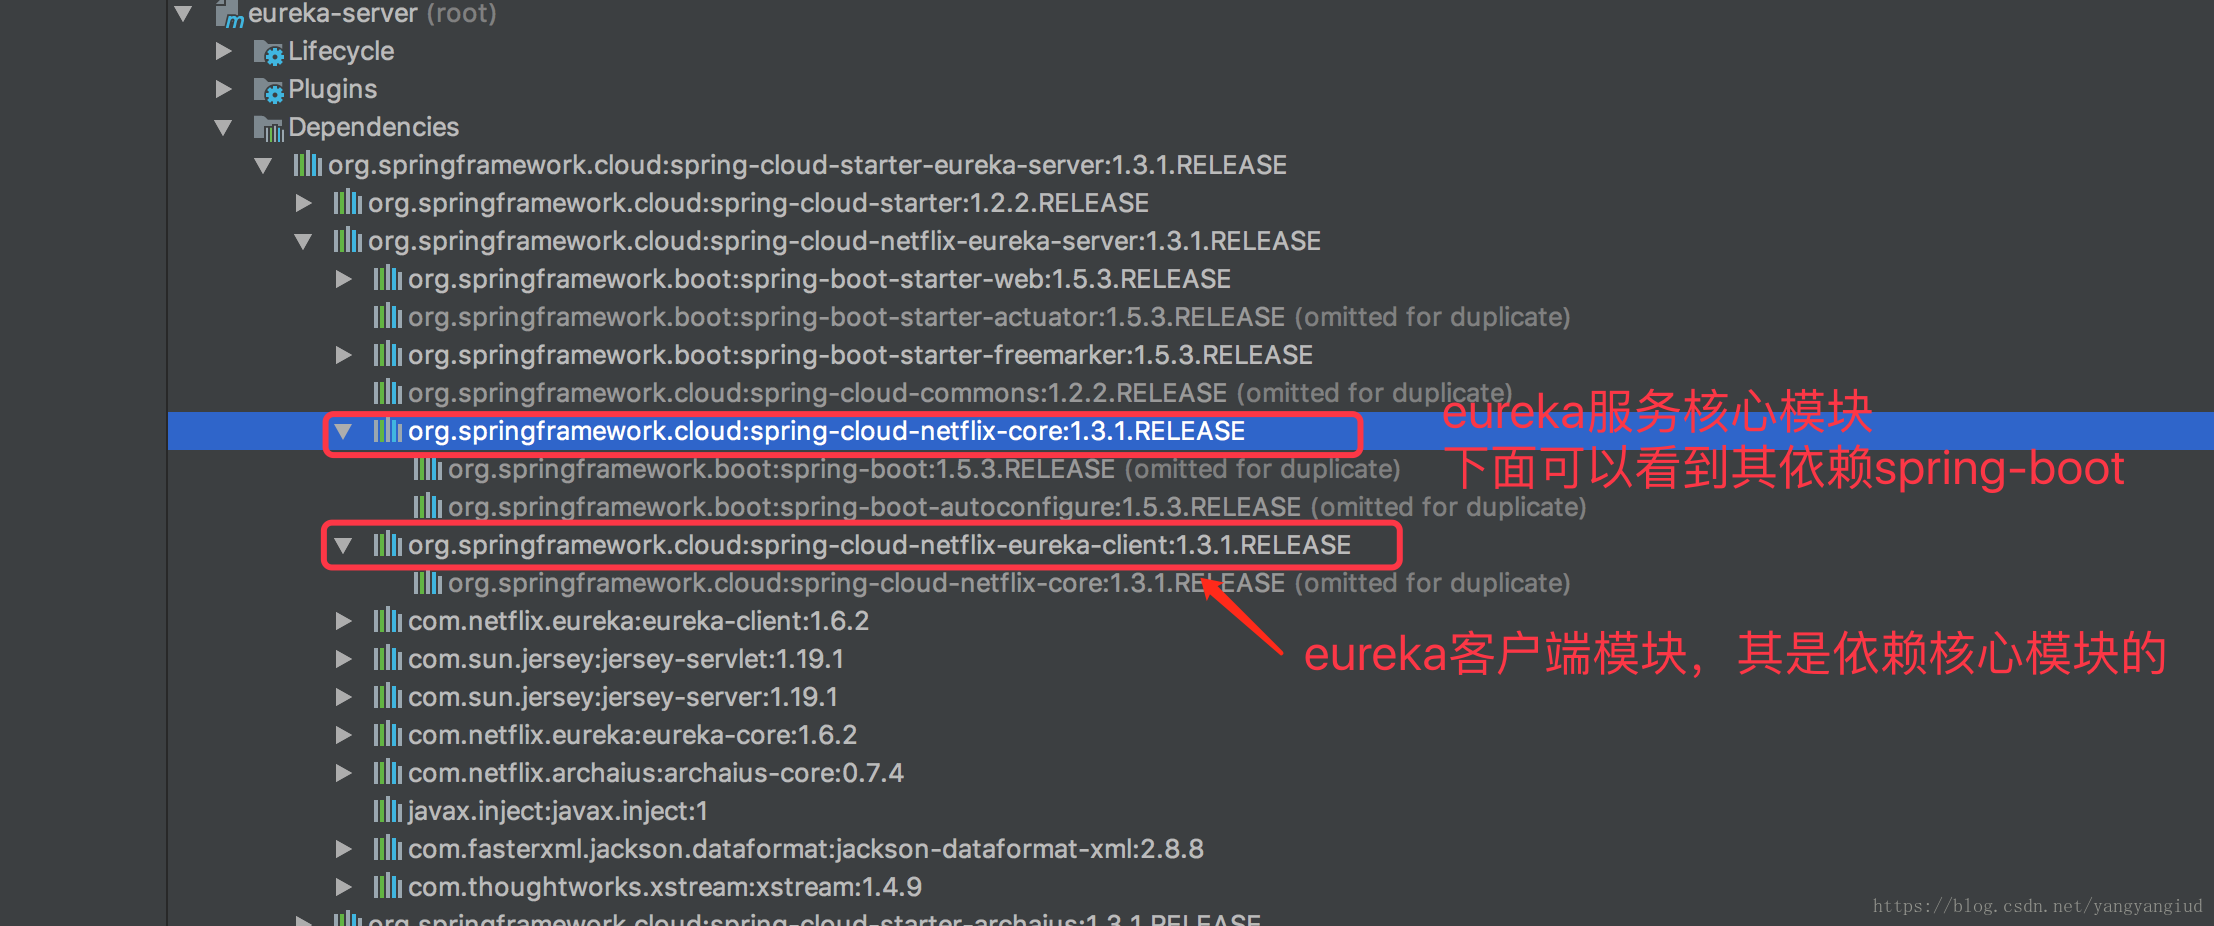 eureka-server (root)
Lifecycle
Plugins
Dependencies
org.springframework.cloud:spring-cloud-starter-eureka-server:1.3.1.RELEASE
org.springframework.cloud:spring-cloud-starter:1.2.2.RELEASE
org.springframework.cloud:spring-cloud-netflix-eureka-server:1.3.1.RELEASE
org.springframework.boot:spring-boot-starter-web:1.5.3.RELEASE
org.springframework.boot:spring-boot-starter-actuator:1.5.3.RELEASE (omitted for duplicate)
org.springframework.boot:spring-boot-starter-freemarker:1.5.3.RELEASE
org.springframework.cloud:spring-cloud-commons:1.2.2.RELEASE (omitted for duplicate)
org.springframework.cloud:spring-cloud-netflix-core:1.3.1.RELEASE
eureka服务核心模块
org.springframework.boot:spring-boot:1.5.3.RELEASE (omitted for duplicate)
下面可以看到其依赖spring-boot
org.springframework.boot:spring-boot-autoconfigure:1.5.3.RELEASE (omitted for duplicate)
org.springframework.cloud:spring-cloud-netflix-eureka-client:1.3.1.RELEASE
org.springframework.cloud:spring-cloud-netflix-core:1.3.1.RELEASE (omitted for duplicate)
com.netflix.eureka:eureka-client:1.6.2
com.sun.jersey:jersey-servlet:1.19.1
eureka客户端模块，其是依赖核心模块的
com.sun.jersey:jersey-server:1.19.1
com.netflix.eureka:eureka-core:1.6.2
com.netflix.archaius:archaius-core:0.7.4
javax.inject:javax.inject:1
com.fasterxml.jackson.dataformat:jackson-dataformat-xml:2.8.8
com.thoughtworks.xstream:xstream:1.4.9
org.springframework.cloud:spring-cloud-starter-archaius:1.3.1.RELEASE
https://blog.csdn.net/yangyangiud